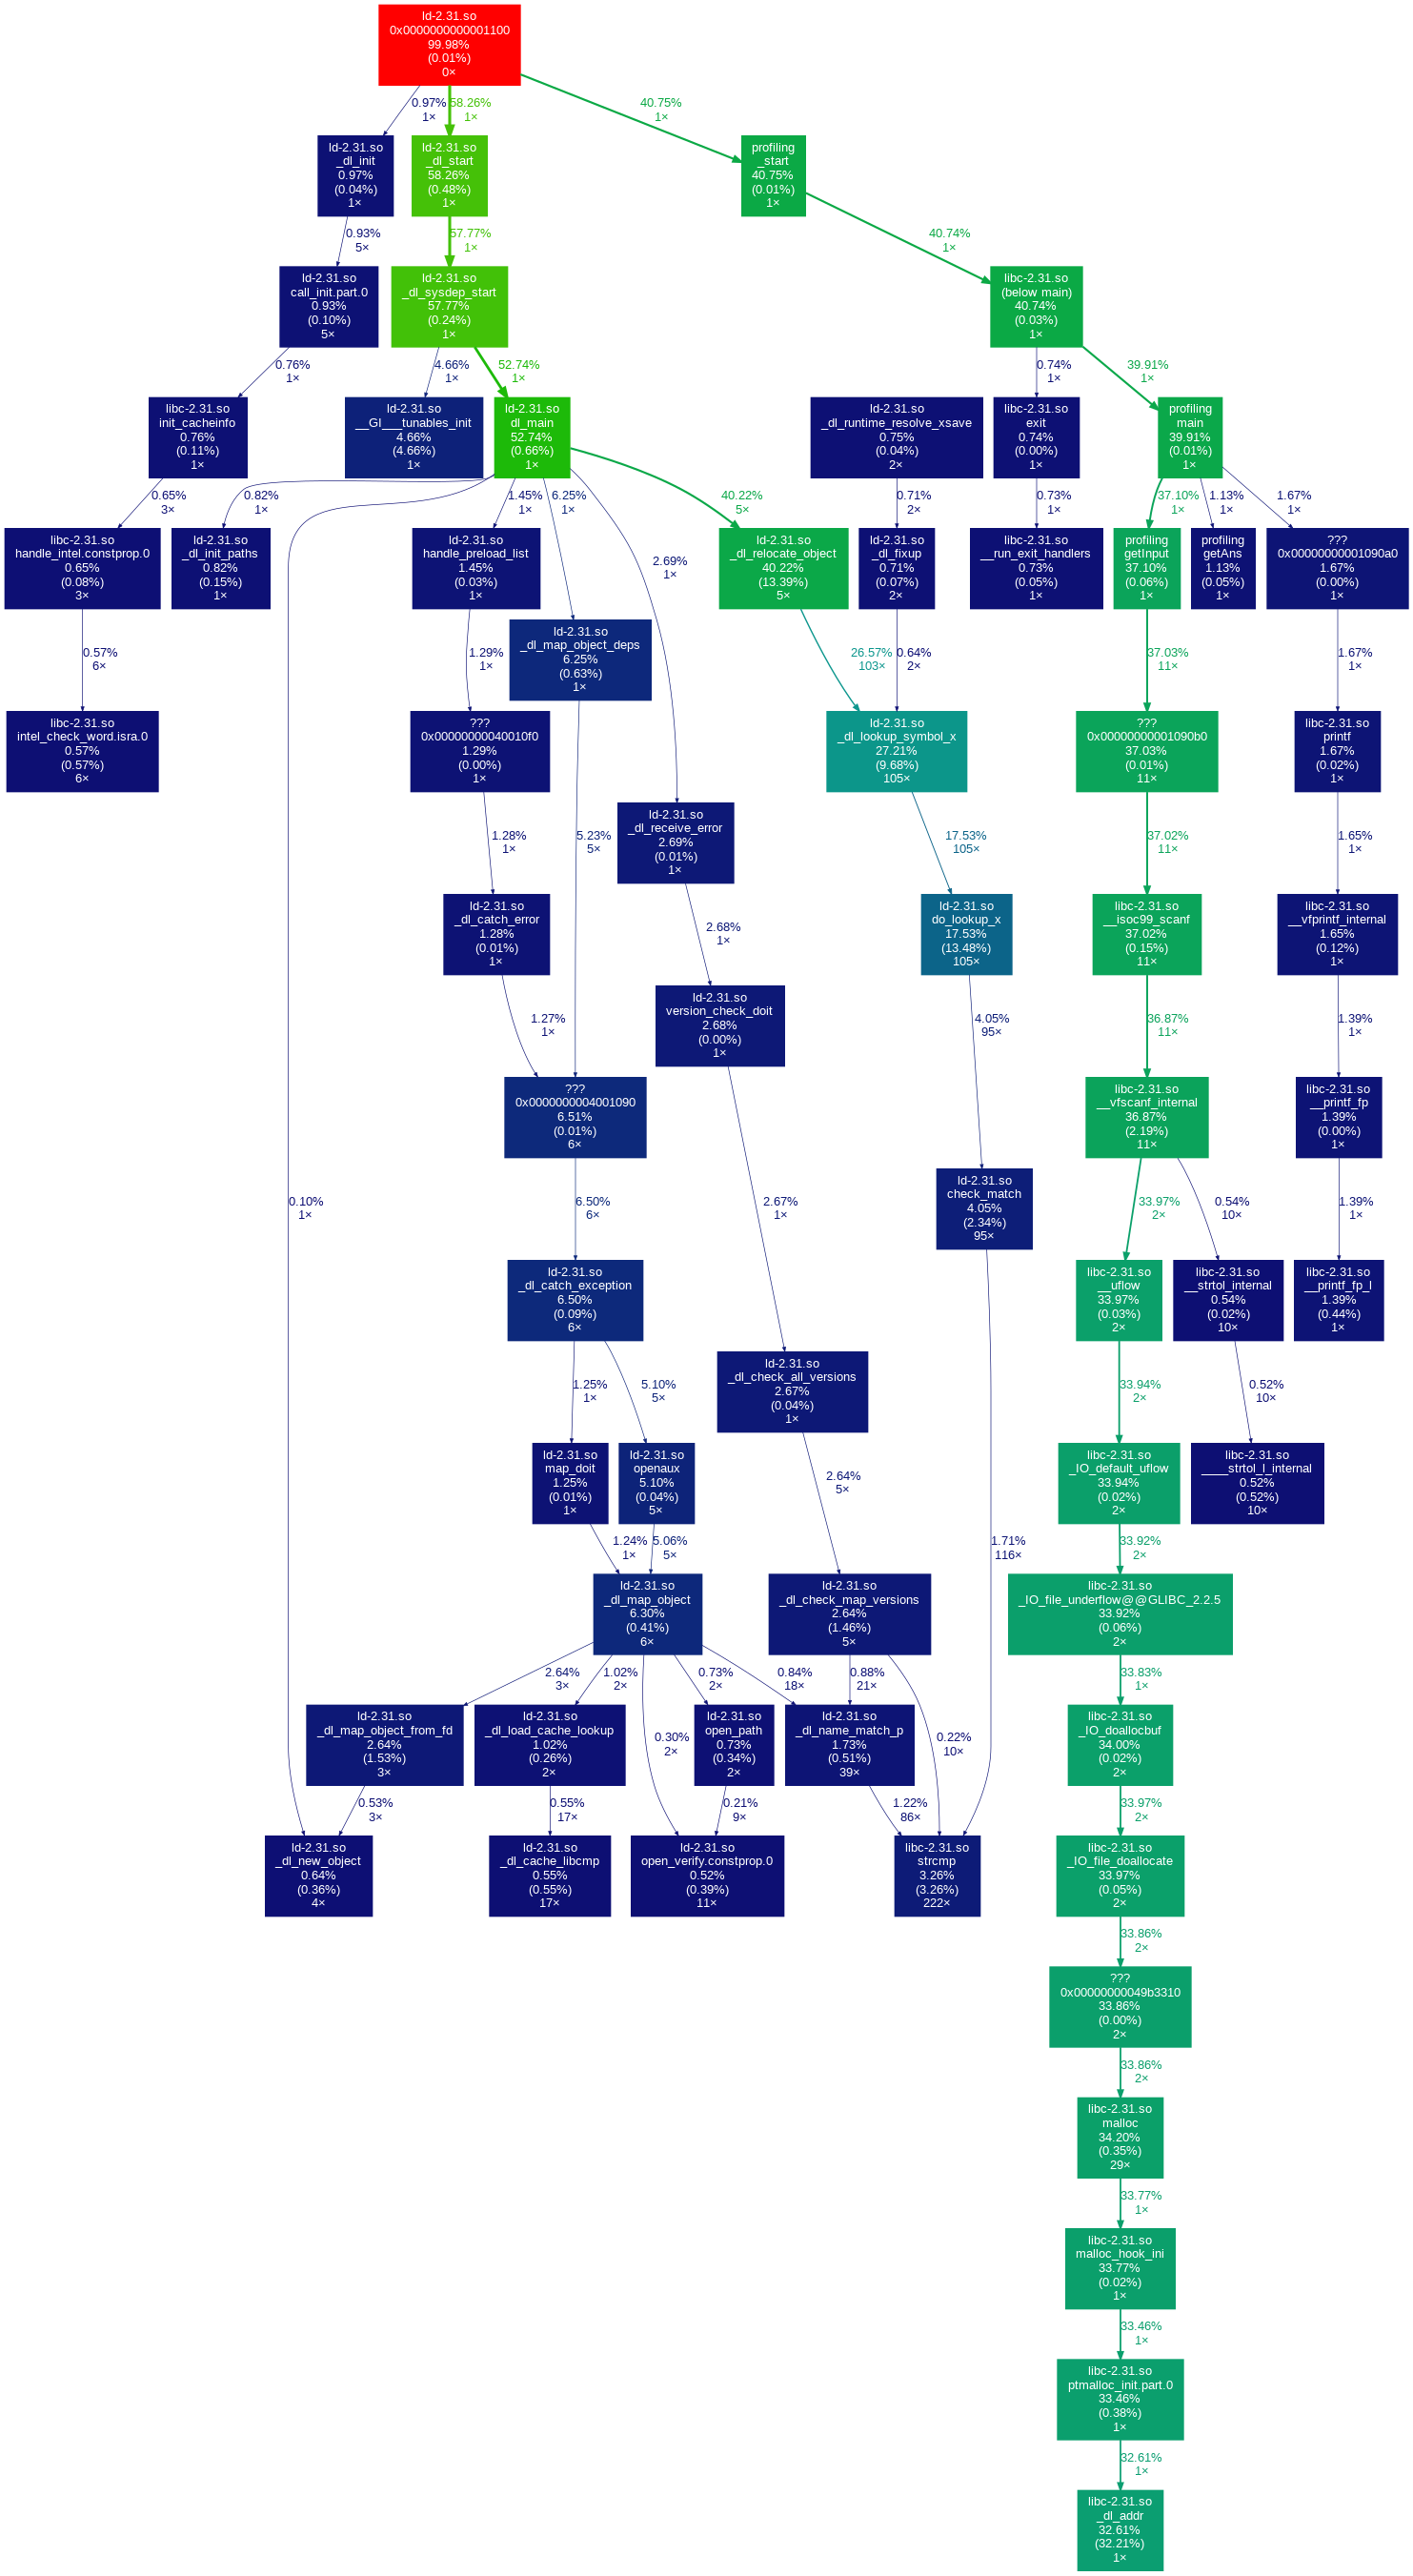 ld-2.31.so
0x0000000000001100
99.98%
(0.01%)
0×
0.97%
1×
58.26%
1×
40.75%
1×
ld-2.31.so
_dl_init
0.97%
(0.04%)
1×
ld-2.31.so
_dl_start
58.26%
(0.48%)
1×
profiling
_start
40.75%
(0.01%)
1×
0.93%
5×
57.77%
1×
40.74%
1×
ld-2.31.so
call_init.part.0
0.93%
(0.10%)
5×
ld-2.31.so
_dl_sysdep_start
57.77%
(0.24%)
1×
libc-2.31.so
(below main)
40.74%
(0.03%)
1×
0.76%
1×
4.66%
1×
52.74%
1×
0.74%
1×
39.91%
1×
libc-2.31.so
init_cacheinfo
0.76%
(0.11%)
1×
ld-2.31.so
__GI___tunables_init
4.66%
(4.66%)
1×
ld-2.31.so
dl_main
52.74%
(0.66%)
1×
ld-2.31.so
_dl_runtime_resolve_xsave
0.75%
(0.04%)
2×
libc-2.31.so
exit
0.74%
(0.00%)
1×
profiling
main
39.91%
(0.01%)
1×
0.65%
3×
0.82%
1×
1.45%
1×
6.25%
1×
40.22%
5×
0.71%
2×
0.73%
1×
37.10%
1×
1.13%
1×
1.67%
1×
libc-2.31.so
handle_intel.constprop.0
0.65%
(0.08%)
3×
ld-2.31.so
_dl_init_paths
0.82%
(0.15%)
1×
ld-2.31.so
handle_preload_list
1.45%
(0.03%)
1×
2.69%
1×
ld-2.31.so
_dl_relocate_object
40.22%
(13.39%)
5×
ld-2.31.so
_dl_fixup
0.71%
(0.07%)
2×
libc-2.31.so
__run_exit_handlers
0.73%
(0.05%)
1×
profiling
getInput
37.10%
(0.06%)
1×
profiling
getAns
1.13%
(0.05%)
1×
???
0x00000000001090a0
1.67%
(0.00%)
1×
0.57%
6×
1.29%
1×
ld-2.31.so
_dl_map_object_deps
6.25%
(0.63%)
1×
26.57%
103×
0.64%
2×
37.03%
11×
1.67%
1×
libc-2.31.so
intel_check_word.isra.0
0.57%
(0.57%)
6×
???
0x00000000040010f0
1.29%
(0.00%)
1×
ld-2.31.so
_dl_lookup_symbol_x
27.21%
(9.68%)
105×
???
0x00000000001090b0
37.03%
(0.01%)
11×
libc-2.31.so
printf
1.67%
(0.02%)
1×
1.28%
1×
5.23%
5×
ld-2.31.so
_dl_receive_error
2.69%
(0.01%)
1×
17.53%
105×
37.02%
11×
1.65%
1×
ld-2.31.so
_dl_catch_error
1.28%
(0.01%)
1×
2.68%
1×
ld-2.31.so
do_lookup_x
17.53%
(13.48%)
105×
libc-2.31.so
__isoc99_scanf
37.02%
(0.15%)
11×
libc-2.31.so
__vfprintf_internal
1.65%
(0.12%)
1×
1.27%
1×
ld-2.31.so
version_check_doit
2.68%
(0.00%)
1×
4.05%
95×
36.87%
11×
1.39%
1×
???
0x0000000004001090
6.51%
(0.01%)
6×
libc-2.31.so
__vfscanf_internal
36.87%
(2.19%)
11×
libc-2.31.so
__printf_fp
1.39%
(0.00%)
1×
0.10%
1×
6.50%
6×
2.67%
1×
ld-2.31.so
check_match
4.05%
(2.34%)
95×
33.97%
2×
0.54%
10×
1.39%
1×
ld-2.31.so
_dl_catch_exception
6.50%
(0.09%)
6×
libc-2.31.so
__uflow
33.97%
(0.03%)
2×
libc-2.31.so
__strtol_internal
0.54%
(0.02%)
10×
libc-2.31.so
__printf_fp_l
1.39%
(0.44%)
1×
1.25%
1×
5.10%
5×
ld-2.31.so
_dl_check_all_versions
2.67%
(0.04%)
1×
33.94%
2×
0.52%
10×
ld-2.31.so
map_doit
1.25%
(0.01%)
1×
ld-2.31.so
openaux
5.10%
(0.04%)
5×
2.64%
5×
libc-2.31.so
_IO_default_uflow
33.94%
(0.02%)
2×
libc-2.31.so
____strtol_l_internal
0.52%
(0.52%)
10×
1.24%
1×
5.06%
5×
1.71%
116×
33.92%
2×
ld-2.31.so
_dl_map_object
6.30%
(0.41%)
6×
ld-2.31.so
_dl_check_map_versions
2.64%
(1.46%)
5×
libc-2.31.so
_IO_file_underflow@@GLIBC_2.2.5
33.92%
(0.06%)
2×
2.64%
3×
1.02%
2×
0.73%
2×
0.84%
18×
0.88%
21×
33.83%
1×
ld-2.31.so
_dl_map_object_from_fd
2.64%
(1.53%)
3×
ld-2.31.so
_dl_load_cache_lookup
1.02%
(0.26%)
2×
0.30%
2×
ld-2.31.so
open_path
0.73%
(0.34%)
2×
ld-2.31.so
_dl_name_match_p
1.73%
(0.51%)
39×
0.22%
10×
libc-2.31.so
_IO_doallocbuf
34.00%
(0.02%)
2×
0.53%
3×
0.55%
17×
0.21%
9×
1.22%
86×
33.97%
2×
ld-2.31.so
_dl_new_object
0.64%
(0.36%)
4×
ld-2.31.so
_dl_cache_libcmp
0.55%
(0.55%)
17×
ld-2.31.so
open_verify.constprop.0
0.52%
(0.39%)
11×
libc-2.31.so
strcmp
3.26%
(3.26%)
222×
libc-2.31.so
_IO_file_doallocate
33.97%
(0.05%)
2×
33.86%
2×
???
0x00000000049b3310
33.86%
(0.00%)
2×
33.86%
2×
libc-2.31.so
malloc
34.20%
(0.35%)
29×
33.77%
1×
libc-2.31.so
malloc_hook_ini
33.77%
(0.02%)
1×
33.46%
1×
libc-2.31.so
ptmalloc_init.part.0
33.46%
(0.38%)
1×
32.61%
1×
libc-2.31.so
_dl_addr
32.61%
(32.21%)
1×